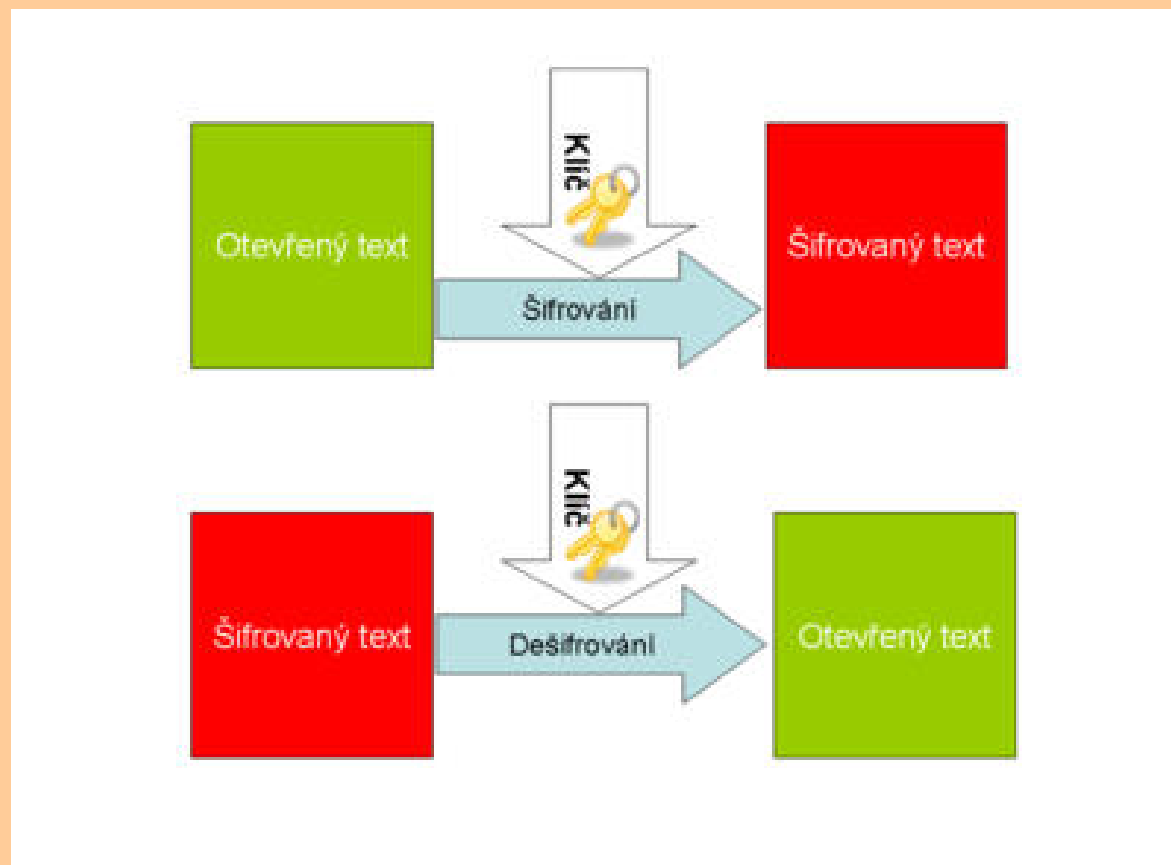 Klíč
Otevřený text
Šifrovaný text
Šifrování
Klíč
Šifrovaný text
Dešifrování
Otevřený text